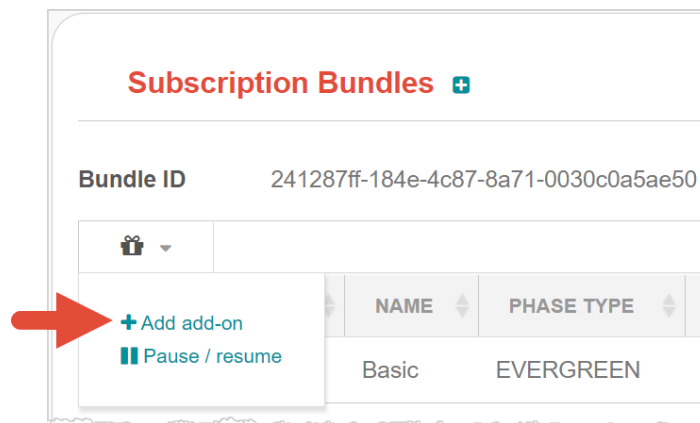 Subscription Bundles
Bundle ID 241287ff-184e-4c87-8a71-0030c0a5ae50
NAME PHASE TYPE
Add add-on
Pause / resume
Basic EVERGREEN